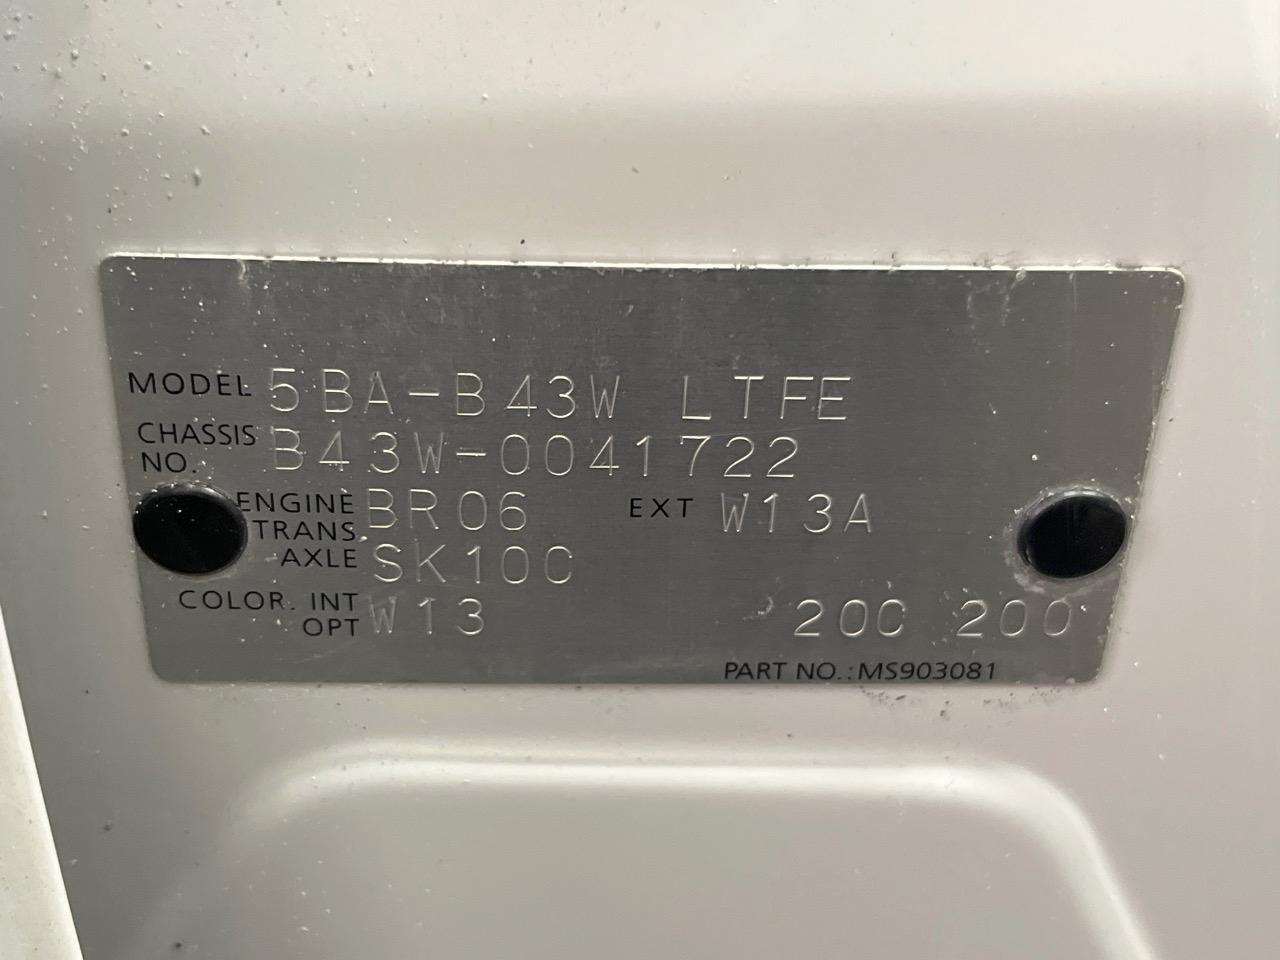 MODEL 5BA-B43W LTFE
CHASSIS NO. B43W-0041722
ENGINE BR06 EXT W13A
TRANS. AXLE SK10C
COLOR. INT OPT W13 20C 200
PART NO.: MS903081